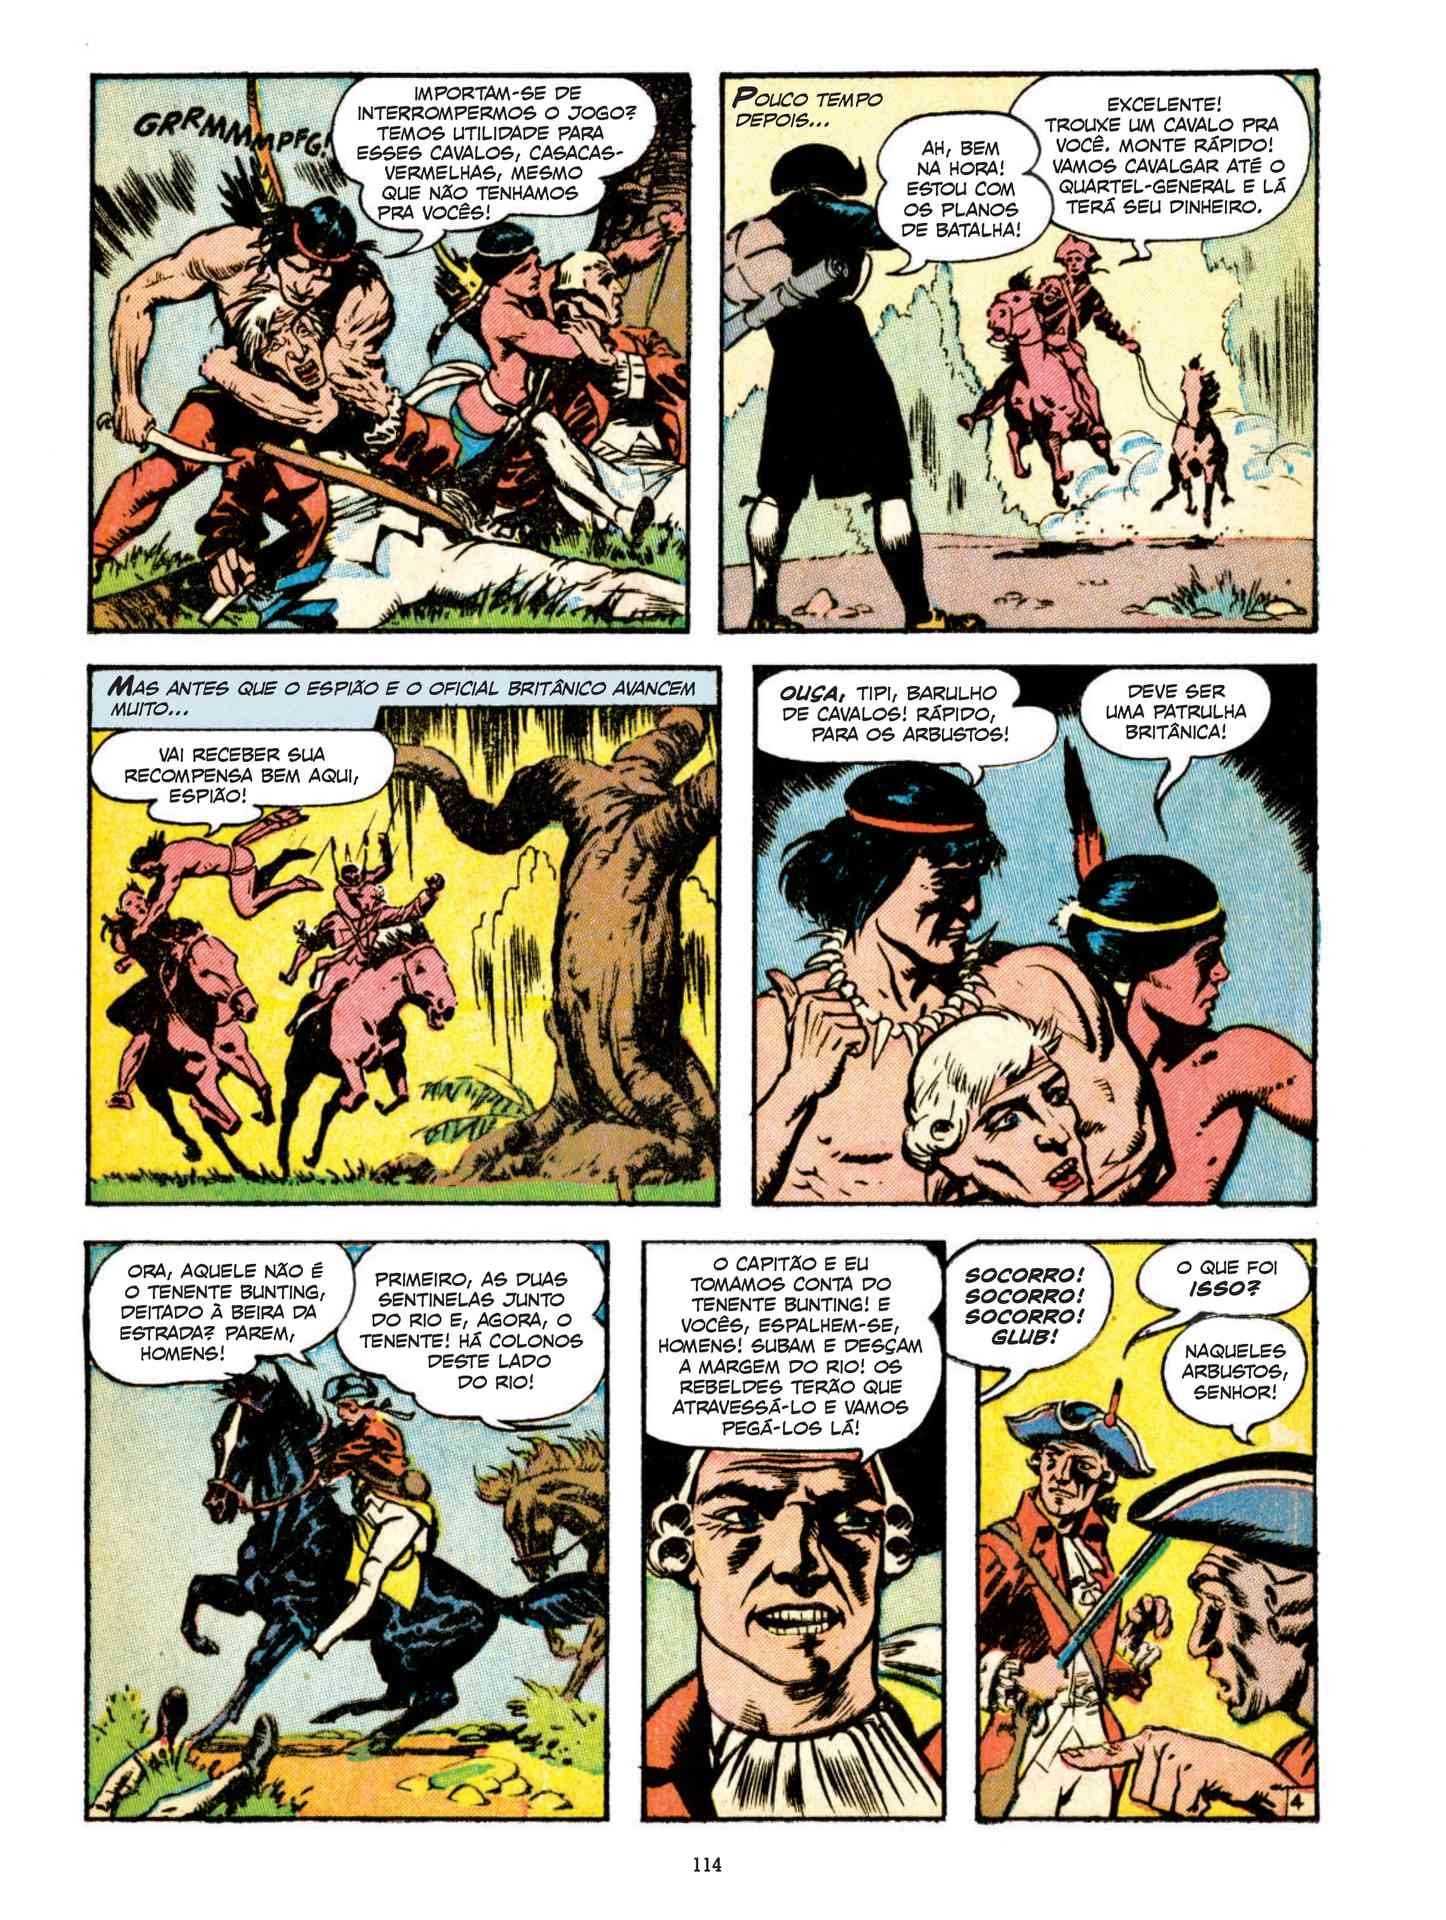 GRRMMMMPFG!
IMPORTAM-SE DE
INTERROMPERMOS O JOGO?
TEMOS UTILIDADE PARA
ESSES CAVALOS, CASACAS-
VERMELHAS, MESMO
QUE NÃO TENHAMOS
PRA VOCÊS!
POUCO TEMPO
DEPOIS...
AH, BEM
NA HORA!
ESTOU COM
OS PLANOS
DE BATALHA!
EXCELENTE!
TROUXE UM CAVALO PRA
VOCÊ. MONTE RÁPIDO!
VAMOS CAVALGAR ATÉ O
QUARTEL-GENERAL E LÁ
TERÁ SEU DINHEIRO.
MAS ANTES QUE O ESPIÃO E O OFICIAL BRITÂNICO AVANCEM
MUITO...
VAI RECEBER SUA
RECOMPENSA BEM AQUI,
ESPIÃO!
OUÇA, TIPI, BARULHO
DE CAVALOS! RÁPIDO,
PARA OS ARBUSTOS!
DEVE SER
UMA PATRULHA
BRITÂNICA!
ORA, AQUELE NÃO É
O TENENTE BUNTING,
DEITADO À BEIRA DA
ESTRADA? PAREM,
HOMENS!
PRIMEIRO, AS DUAS
SENTINELAS JUNTO
DO RIO E, AGORA, O
TENENTE! HÁ COLONOS
DESTE LADO
DO RIO!
O CAPITÃO E EU
TOMAMOS CONTA DO
TENENTE BUNTING! E
VOCÊS, ESPALHEM-SE,
HOMENS! SUBAM E DESÇAM
A MARGEM DO RIO! OS
REBELDES TERÃO QUE
ATRAVESSÁ-LO E VAMOS
PEGÁ-LOS LÁ!
SOCORRO!
SOCORRO!
SOCORRO!
GLUB!
O QUE FOI
ISSO?
NAQUELES
ARBUSTOS,
SENHOR!
4
114